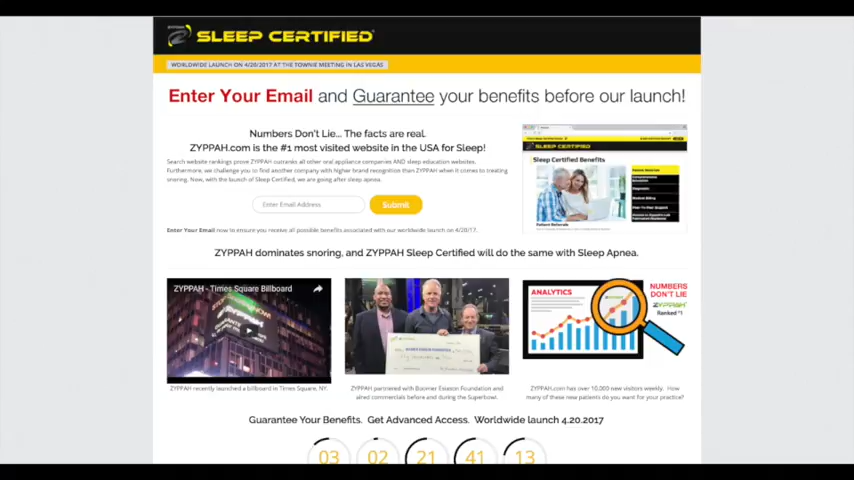 ZYPPAH
SLEEP CERTIFIED
WORLDWIDE LAUNCH ON 4/20/2017 AT THE TOWNIE MEETING IN LAS VEGAS
Enter Your Email and Guarantee your benefits before our launch!
Numbers Don't Lie... The facts are real.
ZYPPAH.com is the #1 most visited website in the USA for Sleep!
Search website rankings prove ZYPPAH outranks all other oral appliance companies AND sleep education websites.
Furthermore, we challenge you to find another company with higher brand recognition than ZYPPAH when it comes to treating
snoring. Now, with the launch of Sleep Certified, we are going after sleep apnea.
Enter Email Address
Submit
Enter Your Email now to ensure you receive all possible benefits associated with our worldwide launch on 4/20/17.
SLEEP CERTIFIED
Sleep Certified Benefits
Patient Referrals
ZYPPAH dominates snoring, and ZYPPAH Sleep Certified will do the same with Sleep Apnea.
ZYPPAH - Times Square Billboard
ZYPPAH recently launched a billboard in Times Square, NY.
ZYPPAH partnered with Boomer Esiason Foundation and
aired commercials before and during the Superbowl.
ANALYTICS
NUMBERS
DON'T LIE
ZYPPAH
Ranked #1
ZYPPAH.com has over 10,000 new visitors weekly. How
many of these new patients do you want for your practice?
Guarantee Your Benefits. Get Advanced Access. Worldwide launch 4.20.2017
03 02 21 41 13